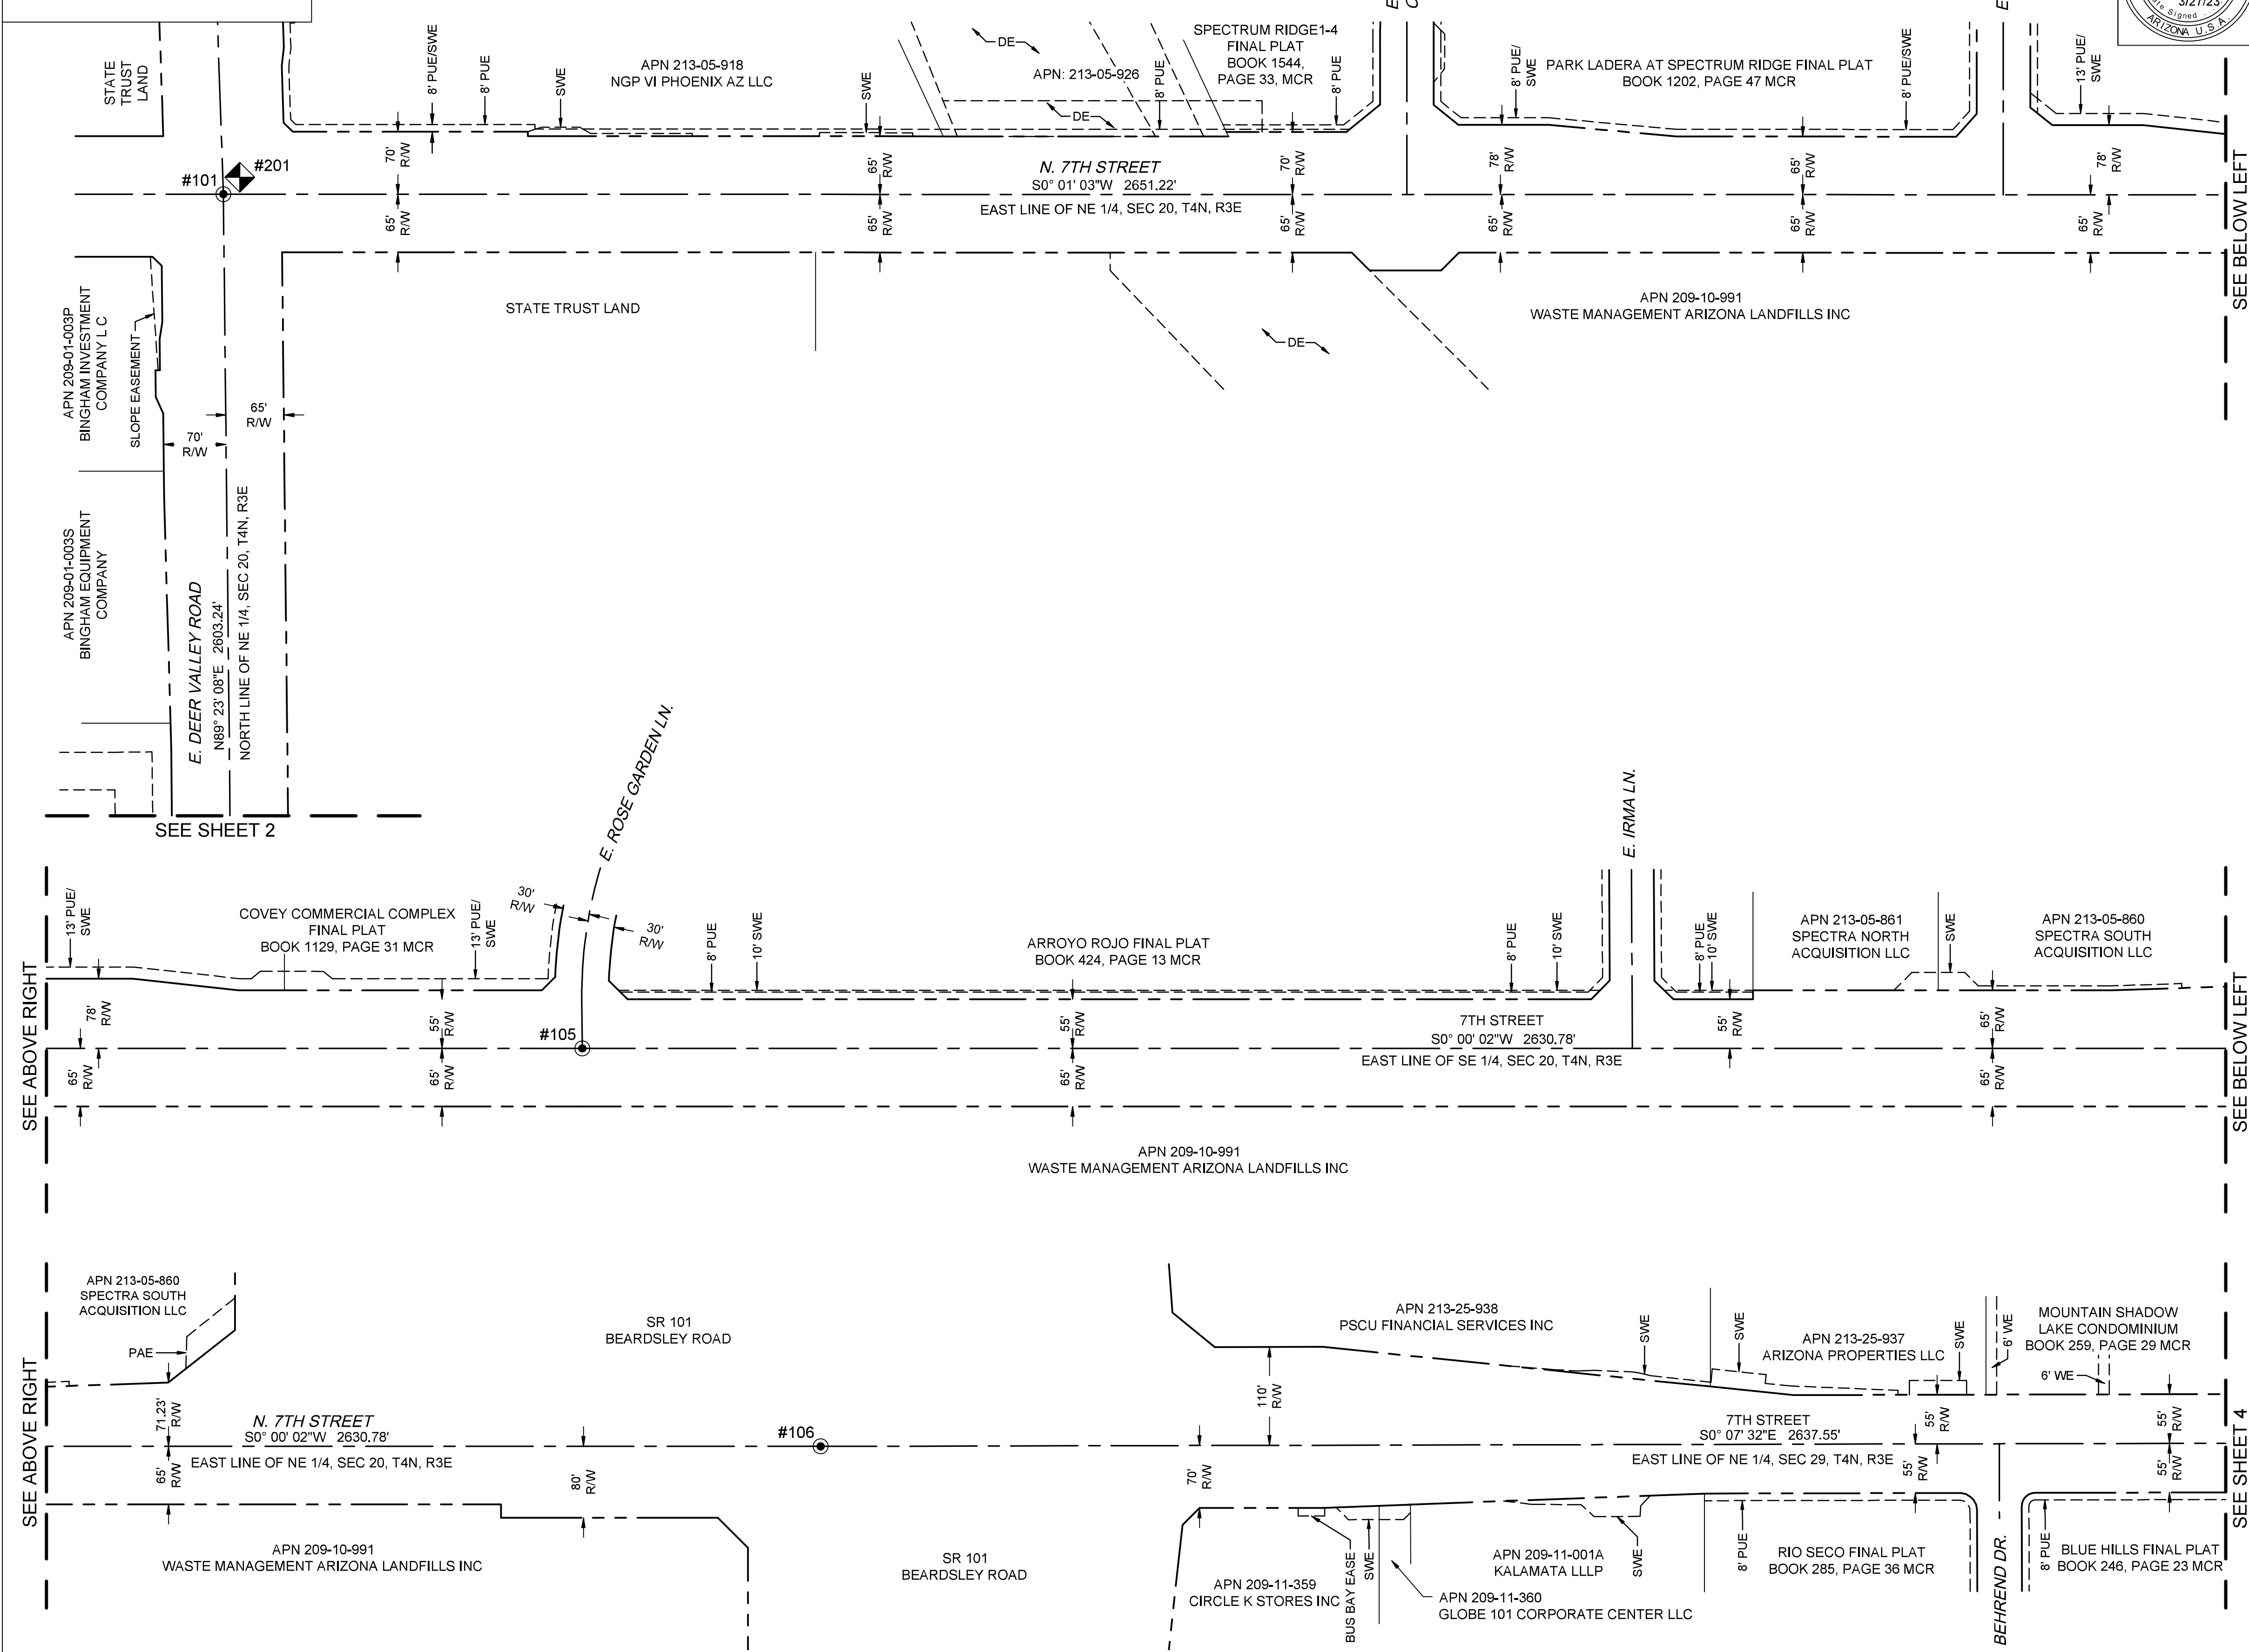 3/27/23
Signed
ARIZONA U.S.A.
STATE
TRUST
LAND
8' PUE/SWE
8' PUE
SWE
APN 213-05-918
NGP VI PHOENIX AZ LLC
SWE
DE
APN: 213-05-926
DE
8' PUE
SPECTRUM RIDGE1-4
FINAL PLAT
BOOK 1544,
PAGE 33, MCR
8' PUE
8' PUE/
SWE
PARK LADERA AT SPECTRUM RIDGE FINAL PLAT
BOOK 1202, PAGE 47 MCR
8' PUE/SWE
13' PUE/
SWE
#101
#201
70'
R/W
65'
R/W
N. 7TH STREET
S0° 01' 03"W 2651.22'
EAST LINE OF NE 1/4, SEC 20, T4N, R3E
70'
R/W
78'
R/W
65'
R/W
78'
R/W
65'
R/W
65'
R/W
65'
R/W
65'
R/W
65'
R/W
65'
R/W
SEE BELOW LEFT
STATE TRUST LAND
DE
APN 209-10-991
WASTE MANAGEMENT ARIZONA LANDFILLS INC
APN 209-01-003P
BINGHAM INVESTMENT
COMPANY L C
SLOPE EASEMENT
65'
R/W
70'
R/W
APN 209-01-003S
BINGHAM EQUIPMENT
COMPANY
E. DEER VALLEY ROAD
N89° 23' 08"E 2603.24'
NORTH LINE OF NE 1/4, SEC 20, T4N, R3E
SEE SHEET 2
SEE ABOVE RIGHT
13' PUE/
SWE
COVEY COMMERCIAL COMPLEX
FINAL PLAT
BOOK 1129, PAGE 31 MCR
13' PUE/
SWE
30'
R/W
E. ROSE GARDEN LN.
30'
R/W
8' PUE
10' SWE
ARROYO ROJO FINAL PLAT
BOOK 424, PAGE 13 MCR
8' PUE
10' SWE
E. IRMA LN.
8' PUE
10' SWE
APN 213-05-861
SPECTRA NORTH
ACQUISITION LLC
SWE
APN 213-05-860
SPECTRA SOUTH
ACQUISITION LLC
78'
R/W
55'
R/W
#105
55'
R/W
7TH STREET
S0° 00' 02"W 2630.78'
EAST LINE OF SE 1/4, SEC 20, T4N, R3E
55'
R/W
65'
R/W
65'
R/W
65'
R/W
65'
R/W
65'
R/W
SEE BELOW LEFT
APN 209-10-991
WASTE MANAGEMENT ARIZONA LANDFILLS INC
SEE ABOVE RIGHT
APN 213-05-860
SPECTRA SOUTH
ACQUISITION LLC
PAE
SR 101
BEARDSLEY ROAD
APN 213-25-938
PSCU FINANCIAL SERVICES INC
SWE
SWE
APN 213-25-937
ARIZONA PROPERTIES LLC
SWE
6' WE
MOUNTAIN SHADOW
LAKE CONDOMINIUM
BOOK 259, PAGE 29 MCR
6' WE
71.23'
R/W
N. 7TH STREET
S0° 00' 02"W 2630.78'
EAST LINE OF NE 1/4, SEC 20, T4N, R3E
65'
R/W
80'
R/W
#106
110'
R/W
70'
R/W
7TH STREET
S0° 07' 32"E 2637.55'
EAST LINE OF NE 1/4, SEC 29, T4N, R3E
55'
R/W
55'
R/W
55'
R/W
55'
R/W
SEE SHEET 4
APN 209-10-991
WASTE MANAGEMENT ARIZONA LANDFILLS INC
SR 101
BEARDSLEY ROAD
APN 209-11-359
CIRCLE K STORES INC
BUS BAY EASE
SWE
APN 209-11-360
GLOBE 101 CORPORATE CENTER LLC
APN 209-11-001A
KALAMATA LLLP
SWE
8' PUE
RIO SECO FINAL PLAT
BOOK 285, PAGE 36 MCR
BEHREND DR.
8' PUE
BLUE HILLS FINAL PLAT
BOOK 246, PAGE 23 MCR